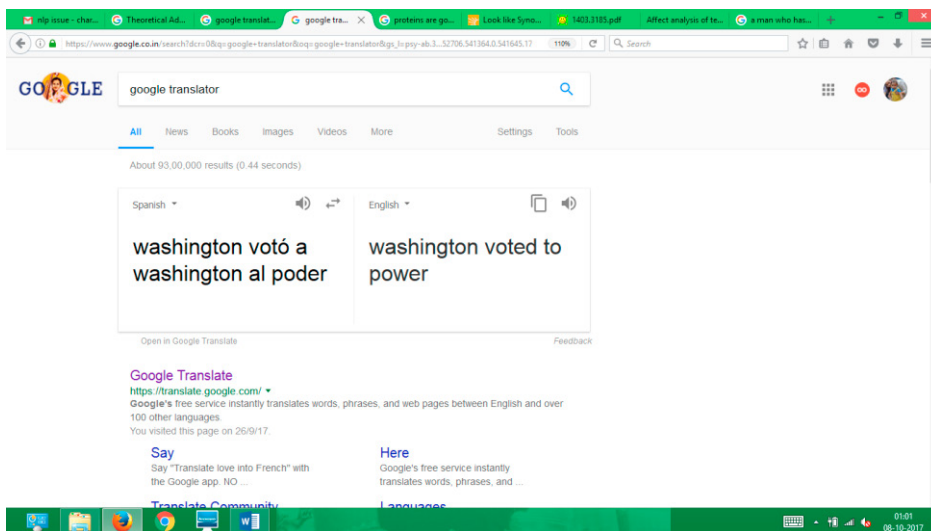 nlp issue - char...
Theoretical Ad...
google translat...
google tra...
proteins are go...
Look like Syno...
1403.3185.pdf
Affect analysis of te...
a man who has...
https://www.google.co.in/search?dcr=0&q=google+translator&oq=google+translator&gs_l=psy-ab.3...52706.541364.0.541645.17
110%
Search
GOOGLE
google translator
All News Books Images Videos More Settings Tools
About 93,00,000 results (0.44 seconds)
Spanish
English
washington votó a
washington al poder
washington voted to
power
Open in Google Translate
Feedback
Google Translate
https://translate.google.com/
Google's free service instantly translates words, phrases, and web pages between English and over
100 other languages.
You visited this page on 26/9/17.
Say
Say "Translate love into French" with
the Google app. NO ...
Here
Google's free service instantly
translates words, phrases, and ...
Translate Community
Languages
01:01
08-10-2017